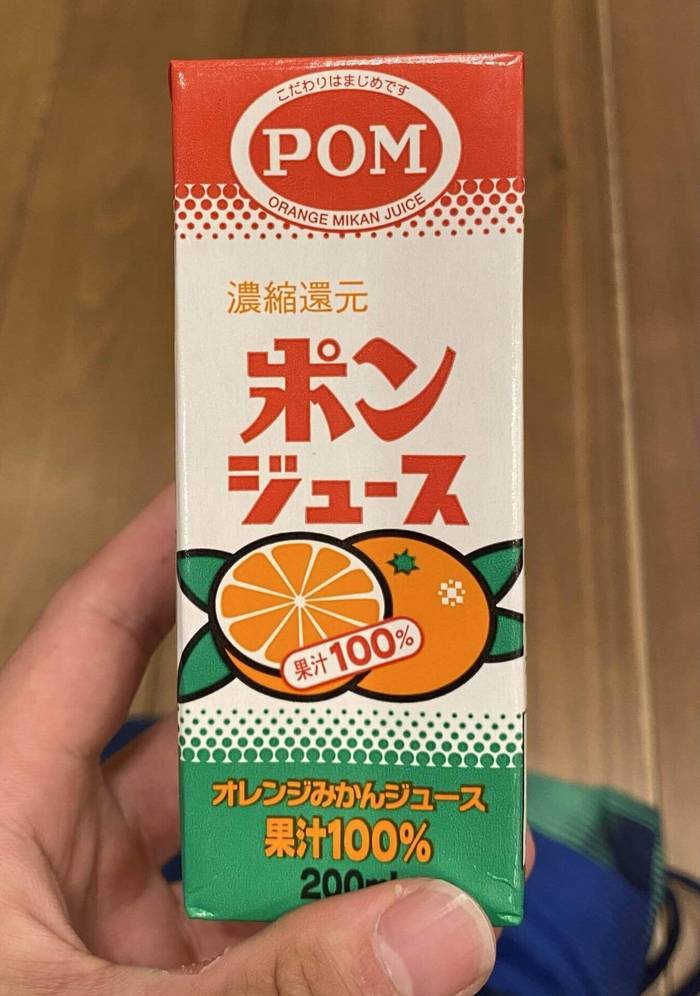 こだわりはまじめです
POM
ORANGE MIKAN JUICE
濃縮還元
ポン
ジュース
果汁100%
オレンジみかんジュース
果汁100%
200ml